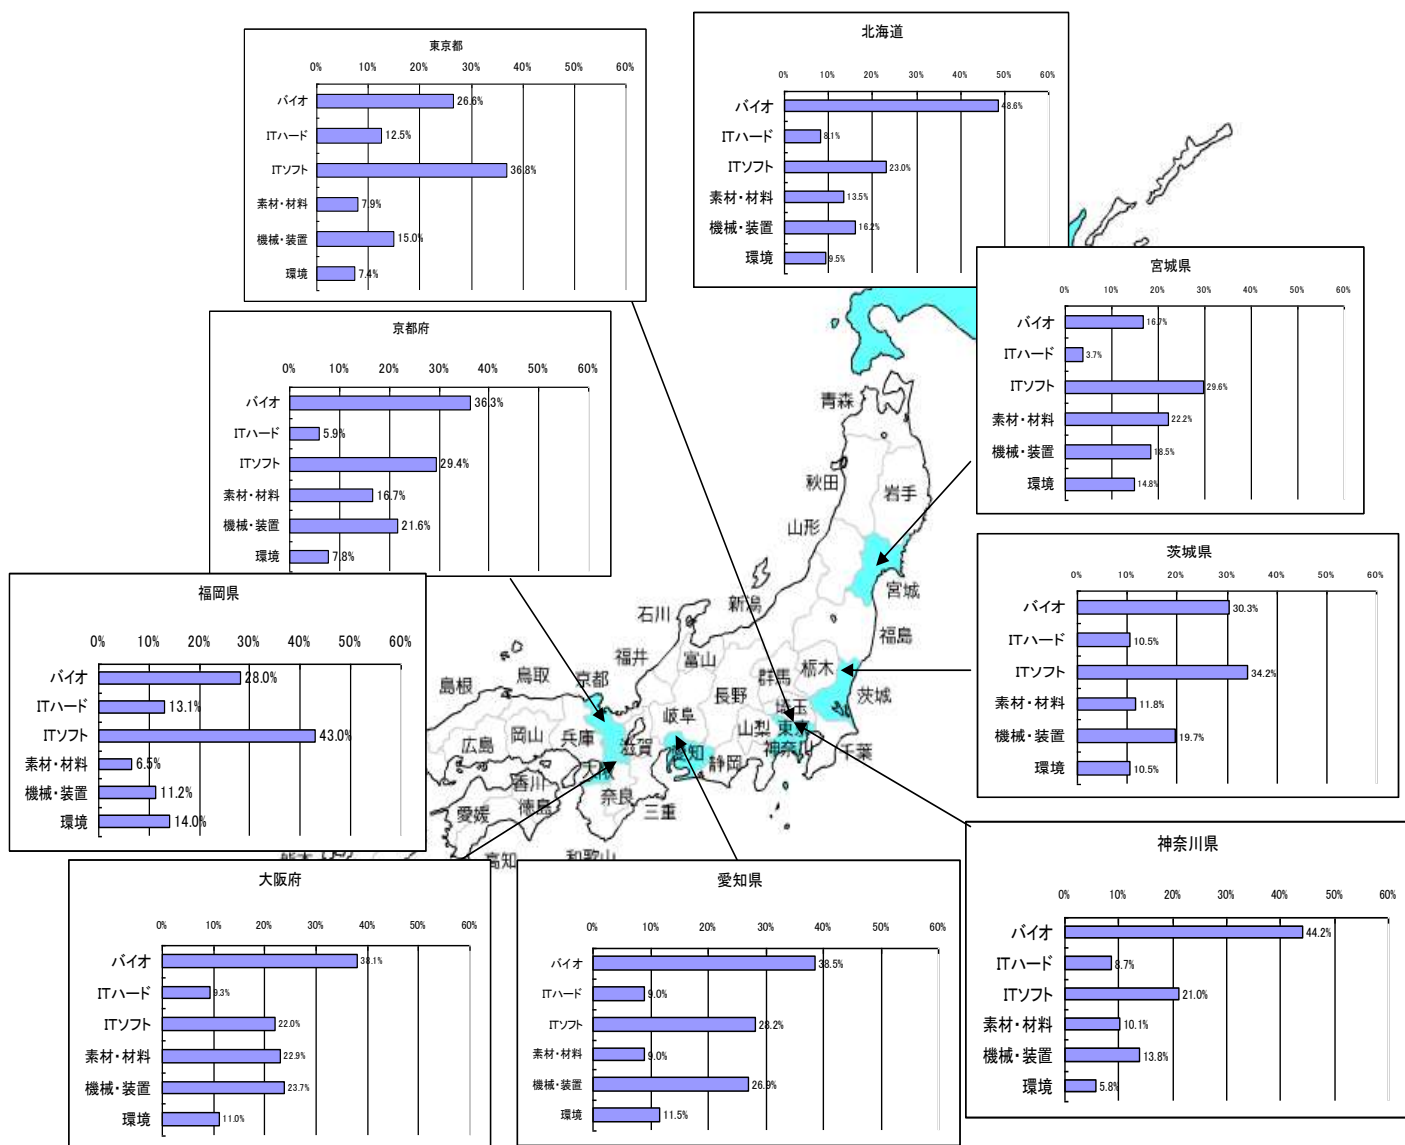 東京都
0% 10% 20% 30% 40% 50% 60%
バイオ 26.6%
ITハード 12.5%
ITソフト 36.8%
素材・材料 7.9%
機械・装置 15.0%
環境 7.4%
北海道
0% 10% 20% 30% 40% 50% 60%
バイオ 48.6%
ITハード 8.1%
ITソフト 23.0%
素材・材料 13.5%
機械・装置 16.2%
環境 9.5%
宮城県
0% 10% 20% 30% 40% 50% 60%
バイオ 16.7%
ITハード 3.7%
ITソフト 29.6%
素材・材料 22.2%
機械・装置 18.5%
環境 14.8%
京都府
0% 10% 20% 30% 40% 50% 60%
バイオ 36.3%
ITハード 5.9%
ITソフト 29.4%
素材・材料 16.7%
機械・装置 21.6%
環境 7.8%
茨城県
0% 10% 20% 30% 40% 50% 60%
バイオ 30.3%
ITハード 10.5%
ITソフト 34.2%
素材・材料 11.8%
機械・装置 19.7%
環境 10.5%
福岡県
0% 10% 20% 30% 40% 50% 60%
バイオ 28.0%
ITハード 13.1%
ITソフト 43.0%
素材・材料 6.5%
機械・装置 11.2%
環境 14.0%
青森
秋田
岩手
山形
宮城
新潟
石川
福島
福井
富山
群馬
栃木
鳥取
京都
島根
長野
茨城
岐阜
埼玉
山梨
東京
広島
岡山
兵庫
滋賀
愛知
静岡
神奈川
千葉
大阪
香川
奈良
徳島
三重
愛媛
高知
和歌山
熊本
大阪府
0% 10% 20% 30% 40% 50% 60%
バイオ 38.1%
ITハード 9.3%
ITソフト 22.0%
素材・材料 22.9%
機械・装置 23.7%
環境 11.0%
愛知県
0% 10% 20% 30% 40% 50% 60%
バイオ 38.5%
ITハード 9.0%
ITソフト 28.2%
素材・材料 9.0%
機械・装置 26.9%
環境 11.5%
神奈川県
0% 10% 20% 30% 40% 50% 60%
バイオ 44.2%
ITハード 8.7%
ITソフト 21.0%
素材・材料 10.1%
機械・装置 13.8%
環境 5.8%